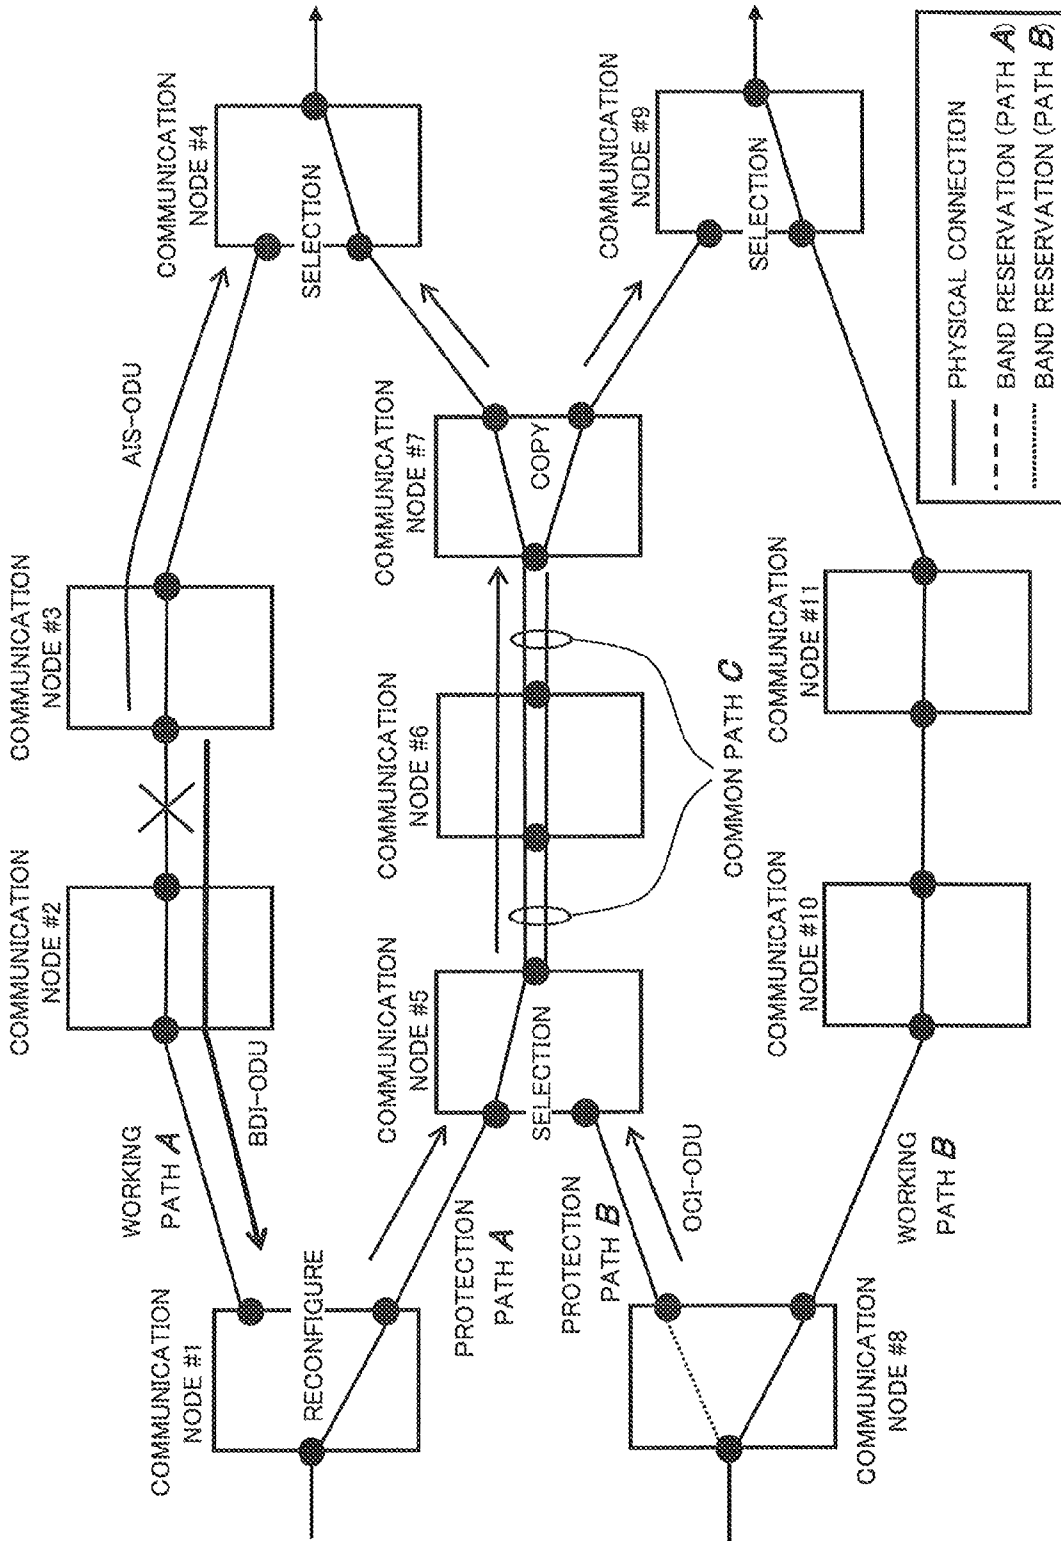 COMMUNICATION
NODE #1
RECONFIGURE
WORKING
PATH A
BDI-ODU
COMMUNICATION
NODE #2
COMMUNICATION
NODE #3
AIS-ODU
COMMUNICATION
NODE #4
SELECTION
PROTECTION
PATH A
PROTECTION
PATH B
OCI-ODU
COMMUNICATION
NODE #5
SELECTION
COMMUNICATION
NODE #6
COMMON PATH C
COMMUNICATION
NODE #7
COPY
COMMUNICATION
NODE #8
WORKING
PATH B
COMMUNICATION
NODE #10
COMMUNICATION
NODE #11
COMMUNICATION
NODE #9
SELECTION
PHYSICAL CONNECTION
BAND RESERVATION (PATH A)
BAND RESERVATION (PATH B)